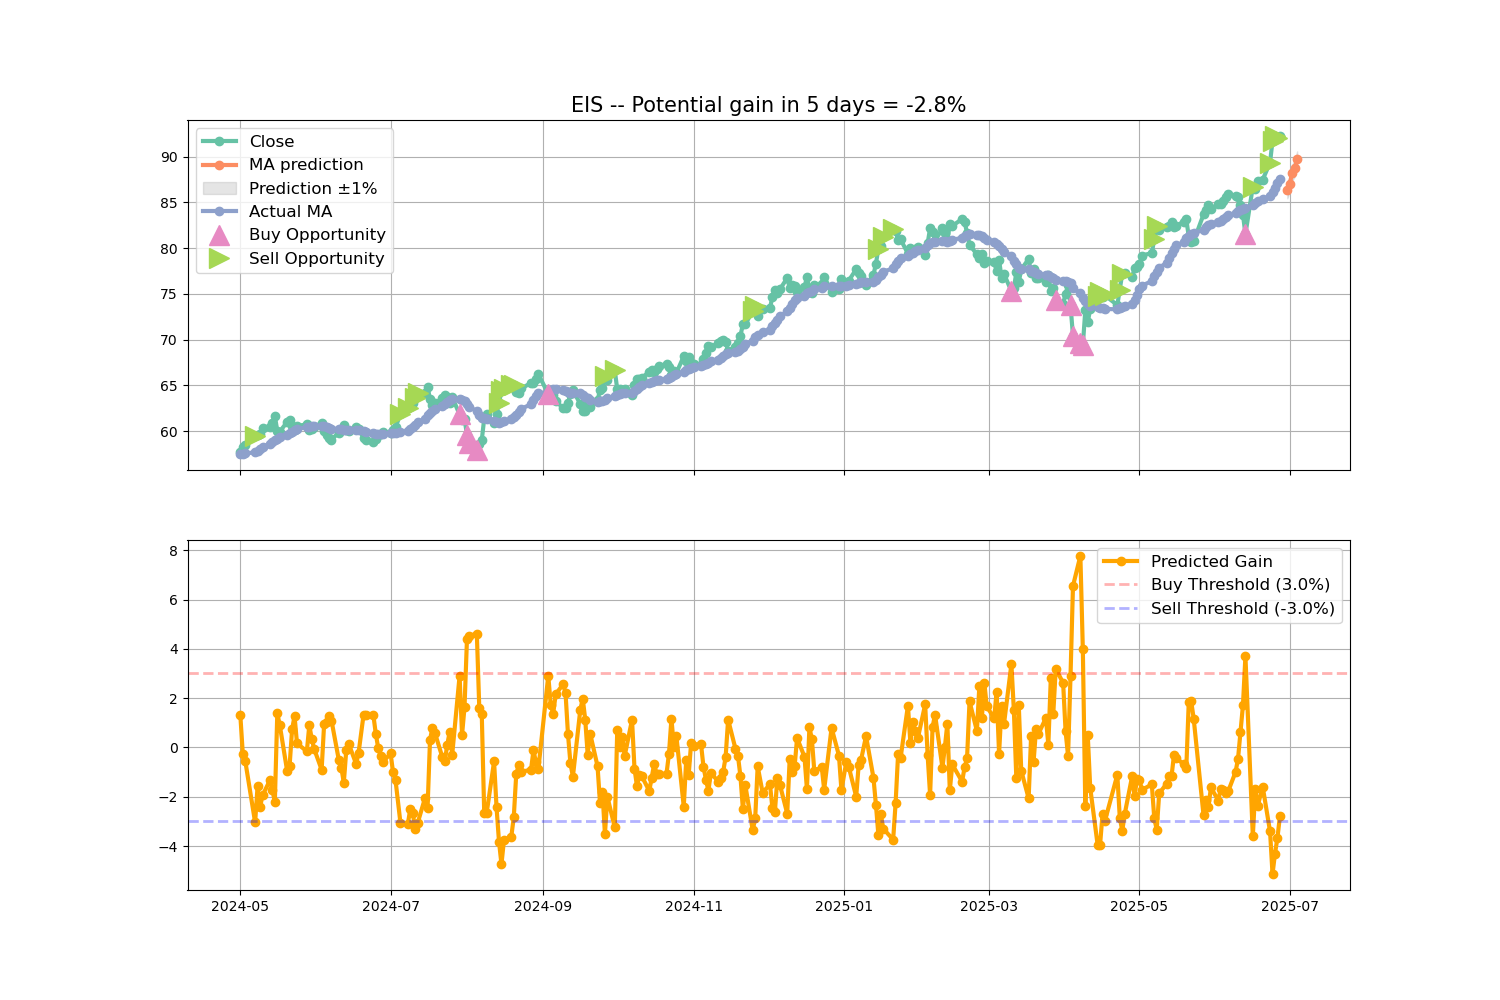 EIS -- Potential gain in 5 days = -2.8%
Close
MA prediction
Prediction ±1%
Actual MA
Buy Opportunity
Sell Opportunity
90
85
80
75
70
65
60
Predicted Gain
Buy Threshold (3.0%)
Sell Threshold (-3.0%)
8
6
4
2
0
−2
−4
2024-05
2024-07
2024-09
2024-11
2025-01
2025-03
2025-05
2025-07